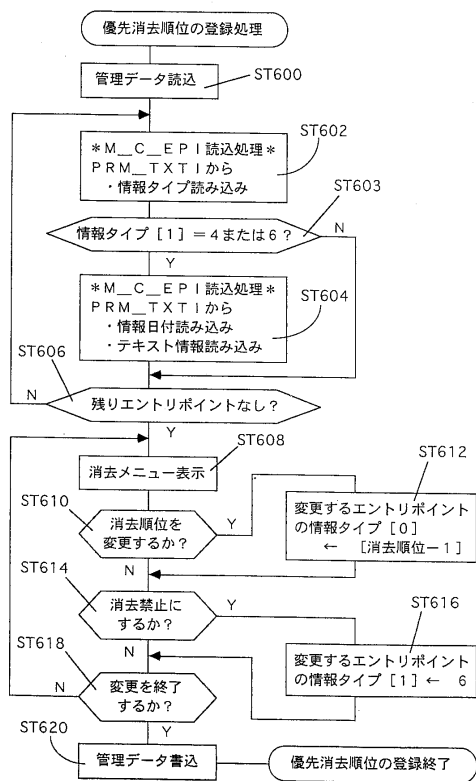 優先消去順位の登録処理
管理データ読込
ST600
＊M＿C＿EPI読込処理＊
PRM＿TXTIから
・情報タイプ読み込み
ST602
ST603
情報タイプ［1］＝4または6？
N
Y
＊M＿C＿EPI読込処理＊
PRM＿TXTIから
・情報日付読み込み
・テキスト情報読み込み
ST604
ST606
残りエントリポイントなし？
N
Y
ST608
消去メニュー表示
ST610
消去順位を
変更するか？
Y
N
ST612
変更するエントリポイント
の情報タイプ［0］
← ［消去順位－1］
ST614
消去禁止に
するか？
Y
N
ST616
変更するエントリポイント
の情報タイプ［1］← 6
ST618
変更を終了
するか？
N
Y
ST620
管理データ書込
優先消去順位の登録終了